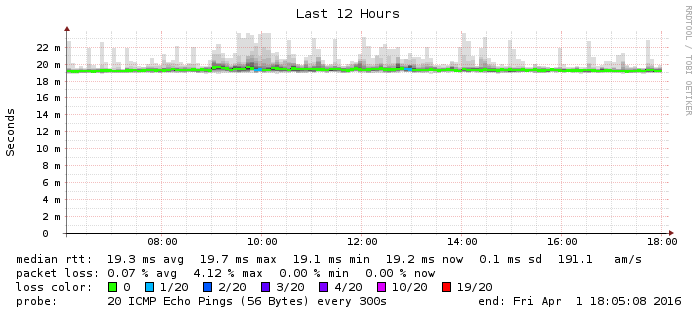 Last 12 Hours
RRDTOOL / TOBI OETIKER
Seconds
22 m
20 m
18 m
16 m
14 m
12 m
10 m
8 m
6 m
4 m
2 m
0
08:00 10:00 12:00 14:00 16:00 18:00
median rtt: 19.3 ms avg 19.7 ms max 19.1 ms min 19.2 ms now 0.1 ms sd 191.1 am/s
packet loss: 0.07 % avg 4.12 % max 0.00 % min 0.00 % now
loss color: 0 1/20 2/20 3/20 4/20 10/20 19/20
probe: 20 ICMP Echo Pings (56 Bytes) every 300s end: Fri Apr 1 18:05:08 2016